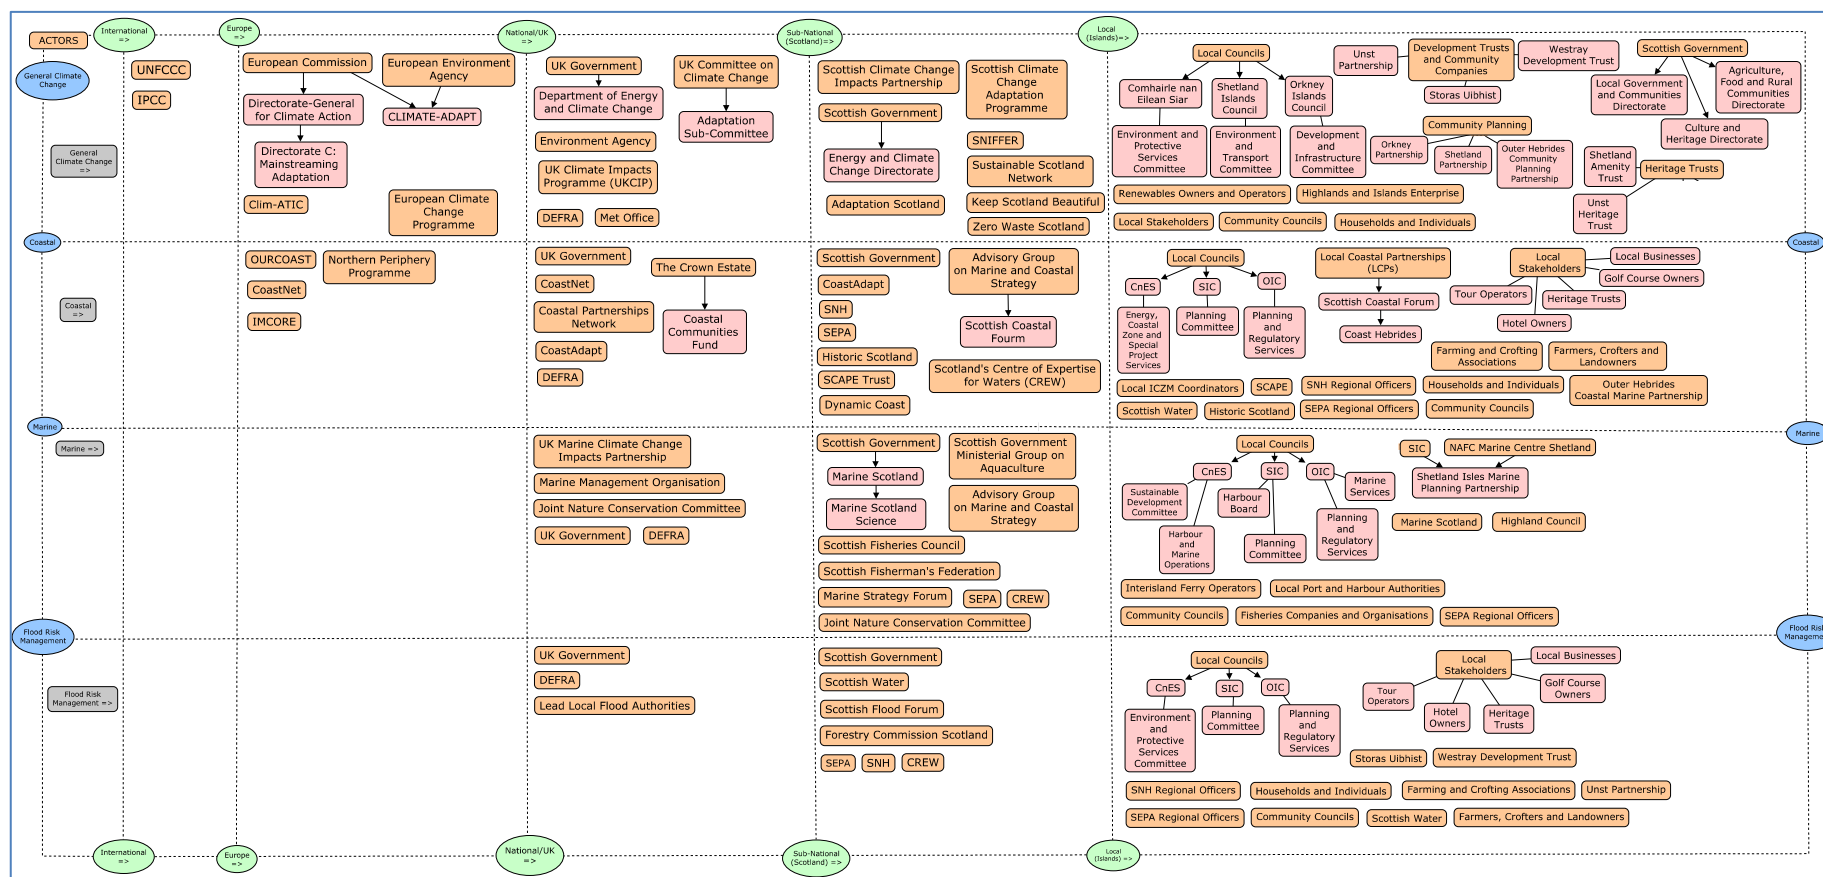 ACTORS
International
=>
Europe
=>
National/UK
=>
Sub-National
(Scotland)=>
Local
(Islands)=>
General Climate
Change
General
Climate Change
=>
UNFCCC
IPCC
European Commission
European Environment
Agency
Directorate-General
for Climate Action
CLIMATE-ADAPT
Directorate C:
Mainstreaming
Adaptation
Clim-ATIC
European Climate
Change
Programme
UK Government
UK Committee on
Climate Change
Department of Energy
and Climate Change
Adaptation
Sub-Committee
Environment Agency
UK Climate Impacts
Programme (UKCIP)
DEFRA
Met Office
Scottish Climate Change
Impacts Partnership
Scottish Climate
Change
Adaptation
Programme
Scottish Government
SNIFFER
Energy and Climate
Change Directorate
Sustainable Scotland
Network
Adaptation Scotland
Keep Scotland Beautiful
Zero Waste Scotland
Local Councils
Comhairle nan
Eilean Siar
Shetland
Islands
Council
Orkney
Islands
Council
Environment and
Protective
Services
Committee
Environment
and
Transport
Committee
Development
and
Infrastructure
Committee
Unst
Partnership
Development Trusts
and Community
Companies
Westray
Development Trust
Storas Uibhist
Community Planning
Orkney
Partnership
Shetland
Partnership
Outer Hebrides
Community
Planning
Partnership
Scottish Government
Local Government
and Communities
Directorate
Agriculture,
Food and Rural
Communities
Directorate
Culture and
Heritage Directorate
Shetland
Amenity
Trust
Heritage Trusts
Unst
Heritage
Trust
Renewables Owners and Operators
Highlands and Islands Enterprise
Local Stakeholders
Community Councils
Households and Individuals
Coastal
Coastal
Coastal
=>
OURCOAST
Northern Periphery
Programme
CoastNet
IMCORE
UK Government
The Crown Estate
CoastNet
Coastal Partnerships
Network
Coastal
Communities
Fund
CoastAdapt
DEFRA
Scottish Government
Advisory Group
on Marine and Coastal
Strategy
CoastAdapt
SNH
SEPA
Scottish Coastal
Fourm
Historic Scotland
SCAPE Trust
Scotland's Centre of Expertise
for Waters (CREW)
Dynamic Coast
Local Councils
CnES
SIC
OIC
Energy,
Coastal
Zone and
Special
Project
Services
Planning
Committee
Planning
and
Regulatory
Services
Local Coastal Partnerships
(LCPs)
Scottish Coastal Forum
Coast Hebrides
Local
Stakeholders
Local Businesses
Golf Course Owners
Tour Operators
Heritage Trusts
Hotel Owners
Farming and Crofting
Associations
Farmers, Crofters and
Landowners
Local ICZM Coordinators
SCAPE
SNH Regional Officers
Households and Individuals
Outer Hebrides
Coastal Marine Partnership
Scottish Water
Historic Scotland
SEPA Regional Officers
Community Councils
Marine
Marine
Marine =>
UK Marine Climate Change
Impacts Partnership
Marine Management Organisation
Joint Nature Conservation Committee
UK Government
DEFRA
Scottish Government
Scottish Government
Ministerial Group on
Aquaculture
Marine Scotland
Marine Scotland
Science
Advisory Group
on Marine and Coastal
Strategy
Scottish Fisheries Council
Scottish Fisherman's Federation
Marine Strategy Forum
SEPA
CREW
Joint Nature Conservation Committee
Local Councils
CnES
SIC
OIC
Marine
Services
Sustainable
Development
Committee
Harbour
Board
Harbour
and
Marine
Operations
Planning
Committee
Planning
and
Regulatory
Services
SIC
NAFC Marine Centre Shetland
Shetland Isles Marine
Planning Partnership
Marine Scotland
Highland Council
Interisland Ferry Operators
Local Port and Harbour Authorities
Community Councils
Fisheries Companies and Organisations
SEPA Regional Officers
Flood Risk
Management
Flood Ris
Manageme
Flood Risk
Management =>
UK Government
DEFRA
Lead Local Flood Authorities
Scottish Government
Scottish Water
Scottish Flood Forum
Forestry Commission Scotland
SEPA
SNH
CREW
Local Councils
CnES
SIC
OIC
Environment
and
Protective
Services
Committee
Planning
Committee
Planning
and
Regulatory
Services
Local
Stakeholders
Local Businesses
Golf Course
Owners
Tour
Operators
Hotel
Owners
Heritage
Trusts
Storas Uibhist
Westray Development Trust
SNH Regional Officers
Households and Individuals
Farming and Crofting Associations
Unst Partnership
SEPA Regional Officers
Community Councils
Scottish Water
Farmers, Crofters and Landowners
International
=>
Europe
=>
National/UK
=>
Sub-National
(Scotland) =>
Local
(Islands) =>